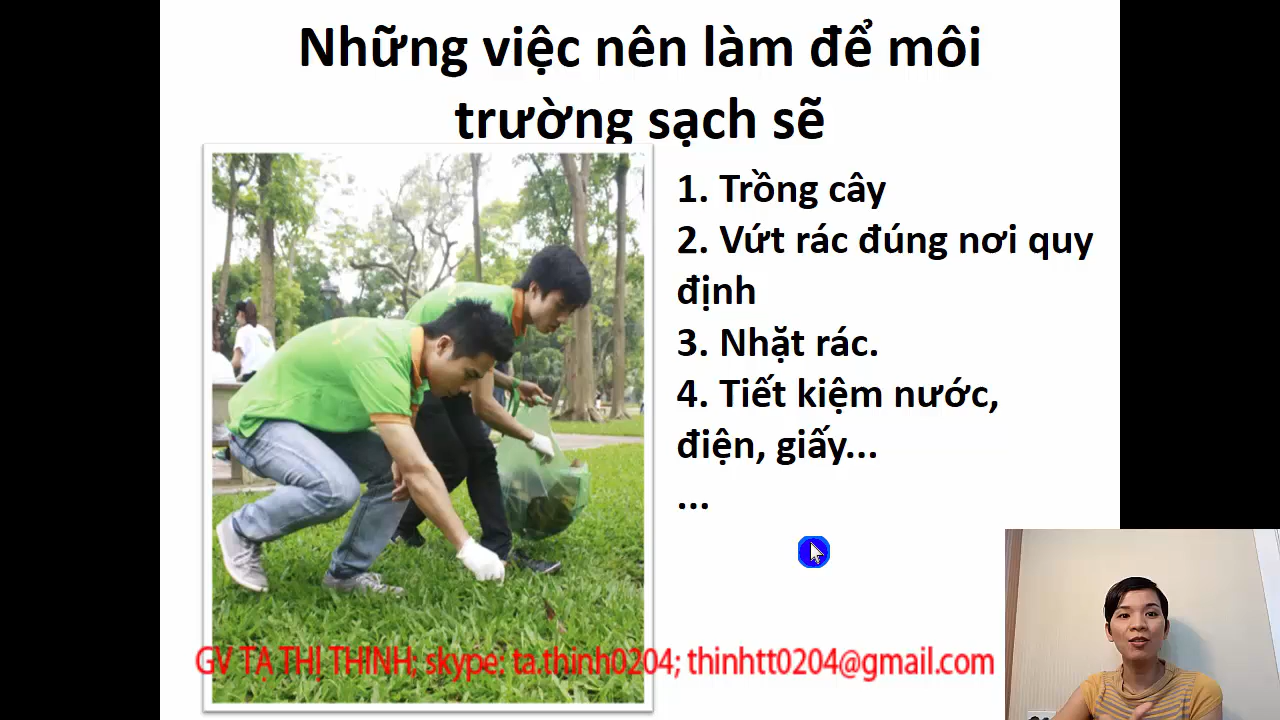 Những việc nên làm để môi
trường sạch sẽ
1. Trồng cây
2. Vứt rác đúng nơi quy
định
3. Nhặt rác.
4. Tiết kiệm nước,
điện, giấy...
...
GV TẠ THỊ THINH; skype: ta.thinh0204; thinhtt0204@gmail.com